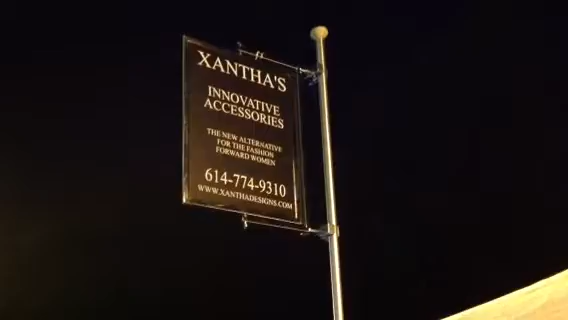 XANTHA'S
INNOVATIVE
ACCESSORIES
THE NEW ALTERNATIVE
FOR THE FASHION
FORWARD WOMEN
614-774-9310
WWW.XANTHADESIGNS.COM